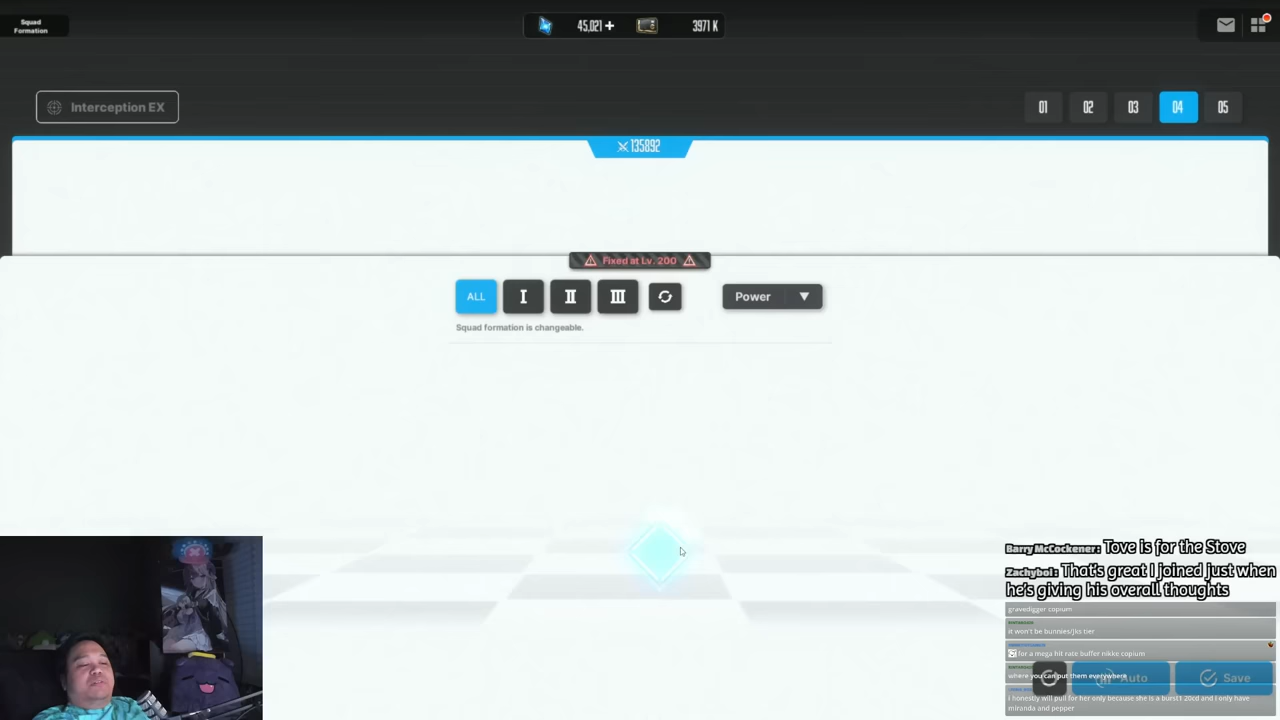 Squad
Formation
45,021 +
3971 K
Interception EX
01
02
03
04
05
135892
Fixed at Lv. 200
ALL
I
II
III
Power
Squad formation is changeable.
Barry McCockener: Tove is for the Stove
Zachyboi: That's great I joined just when
he's giving his overall thoughts
gravedigger copium
it won't be bunnies/jks tier
for a mega hit rate buffer nikke copium
where you can put them everywhere
Auto
Save
i honestly will pull for her only because she is a burst1 20cd and I only have
miranda and pepper